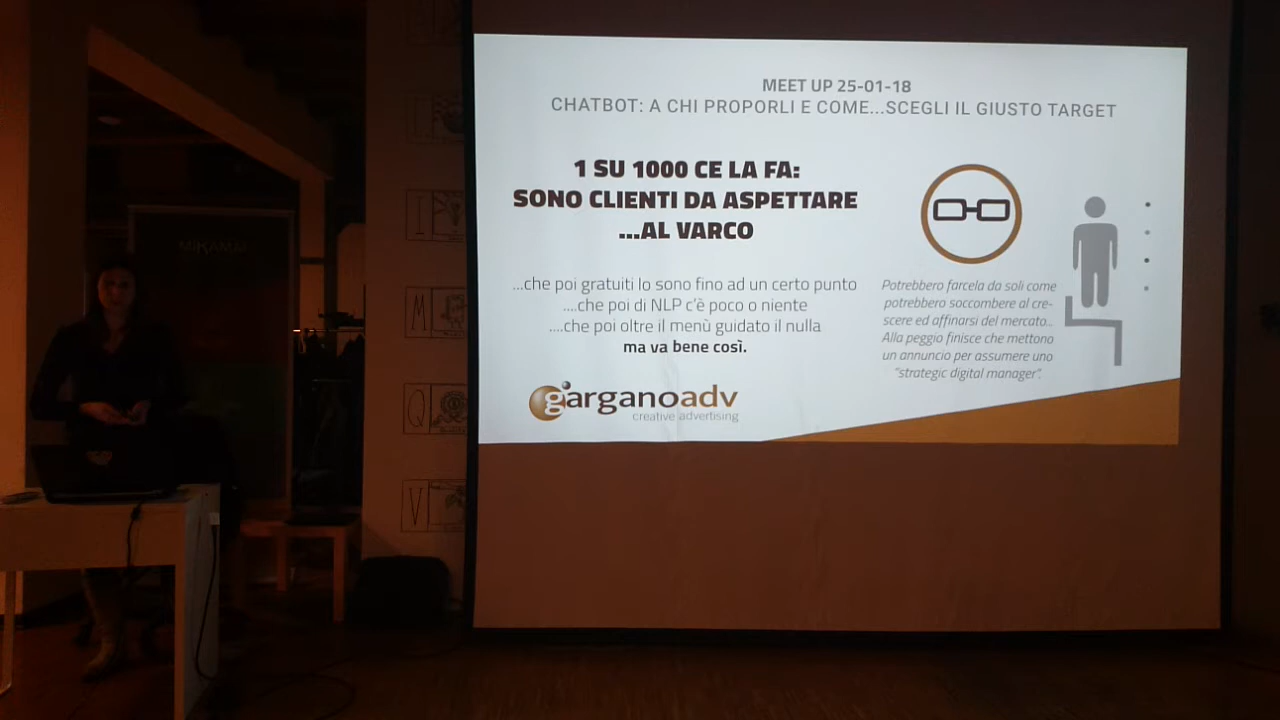 MEET UP 25-01-18
CHATBOT: A CHI PROPORLI E COME...SCEGLI IL GIUSTO TARGET
1 SU 1000 CE LA FA:
SONO CLIENTI DA ASPETTARE
...AL VARCO
...che poi gratuiti lo sono fino ad un certo punto
....che poi di NLP c'è poco o niente
....che poi oltre il menù guidato il nulla
ma va bene così.
Potrebbero farcela da soli come
potrebbero soccombere al cre-
scere ed affinarsi del mercato...
Alla peggio finisce che mettono
un annuncio per assumere uno
"strategic digital manager".
garganoadv
creative advertising
MIKAMAI
I
M
Q
V